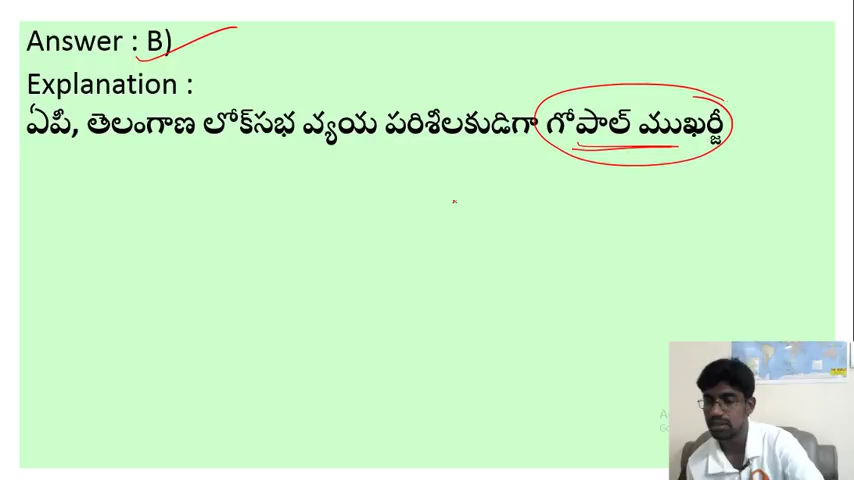 Answer : B)
Explanation :
ఏపీ, తెలంగాణ లోక్‌సభ వ్యయ పరిశీలకుడిగా గోపాల్ ముఖర్జీ